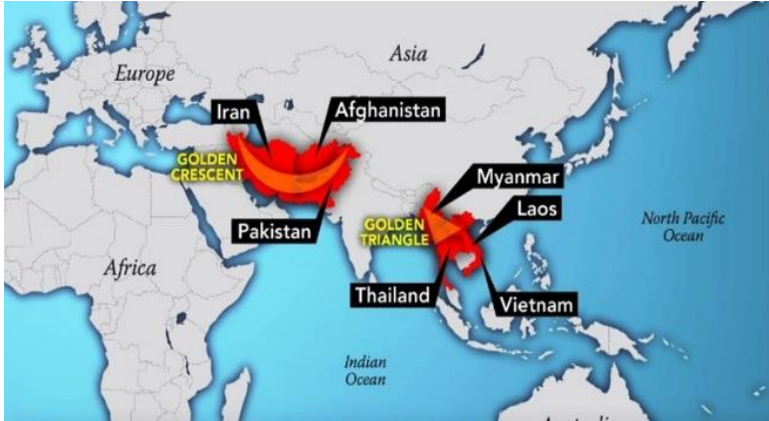 Asia
Europe
Iran
Afghanistan
GOLDEN
CRESCENT
Myanmar
Laos
GOLDEN
TRIANGLE
North Pacific
Ocean
Pakistan
Africa
Thailand
Vietnam
Indian
Ocean